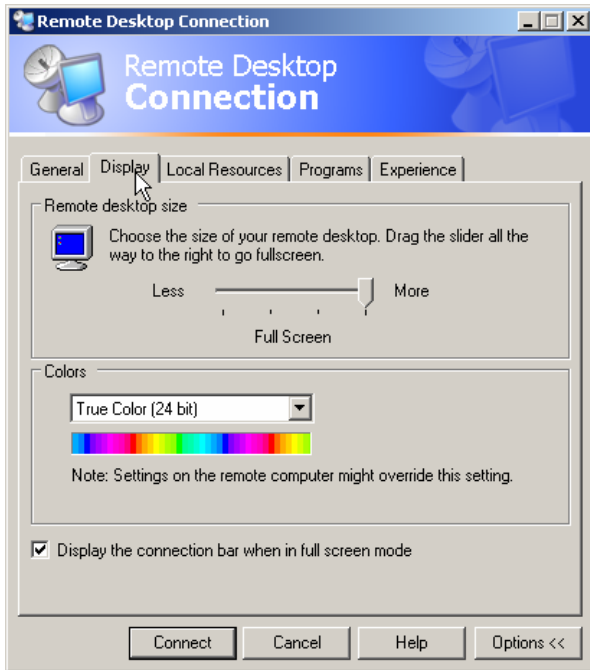 Remote Desktop Connection
Remote Desktop
Connection
General Display Local Resources Programs Experience
Remote desktop size
Choose the size of your remote desktop. Drag the slider all the
way to the right to go fullscreen.
Less More
Full Screen
Colors
True Color (24 bit)
Note: Settings on the remote computer might override this setting.
Display the connection bar when in full screen mode
Connect Cancel Help Options <<